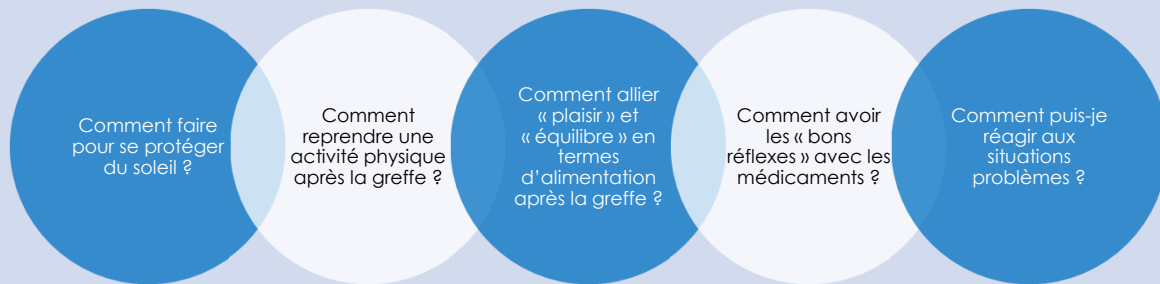 Comment faire
pour se protéger
du soleil ?
Comment
reprendre une
activité physique
après la greffe ?
Comment allier
« plaisir » et
« équilibre » en
termes
d’alimentation
après la greffe ?
Comment avoir
les « bons
réflexes » avec les
médicaments ?
Comment puis-je
réagir aux
situations
problèmes ?